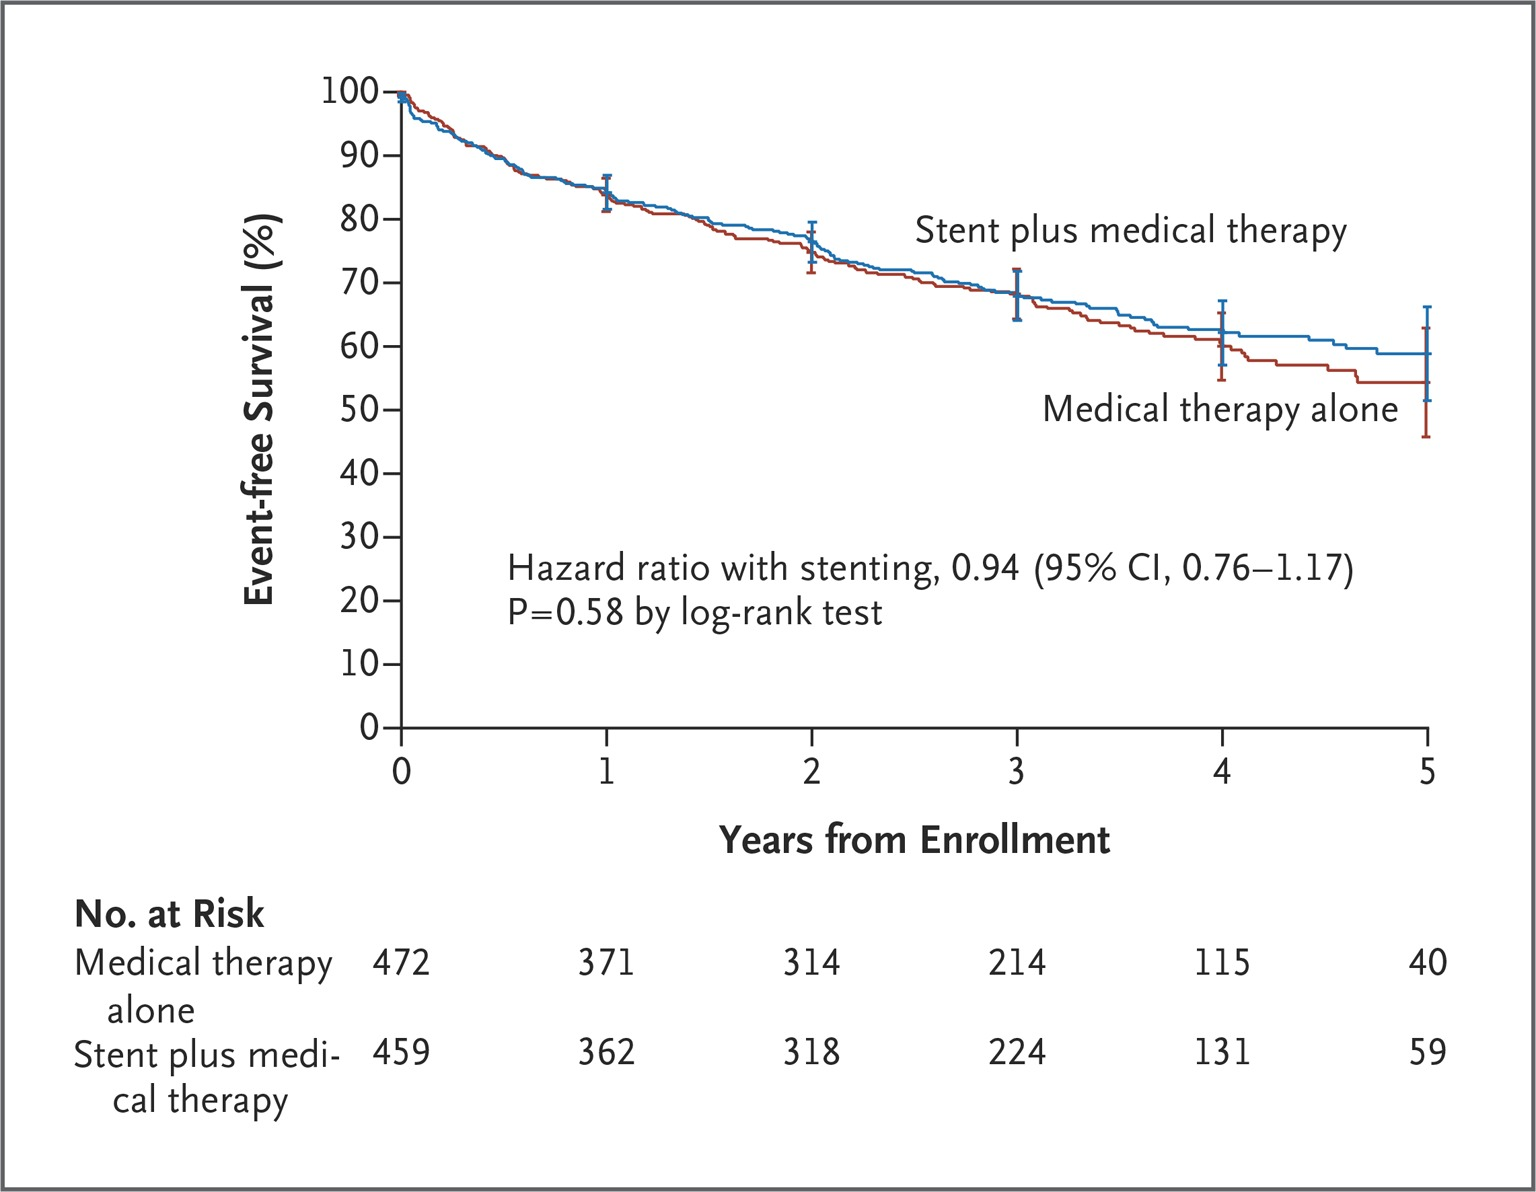 100
90
80
70
60
50
40
30
20
10
0
Event-free Survival (%)
Stent plus medical therapy
Medical therapy alone
Hazard ratio with stenting, 0.94 (95% CI, 0.76–1.17)
P=0.58 by log-rank test
0 1 2 3 4 5
Years from Enrollment
No. at Risk
Medical therapy 472 371 314 214 115 40
alone
Stent plus medi- 459 362 318 224 131 59
cal therapy